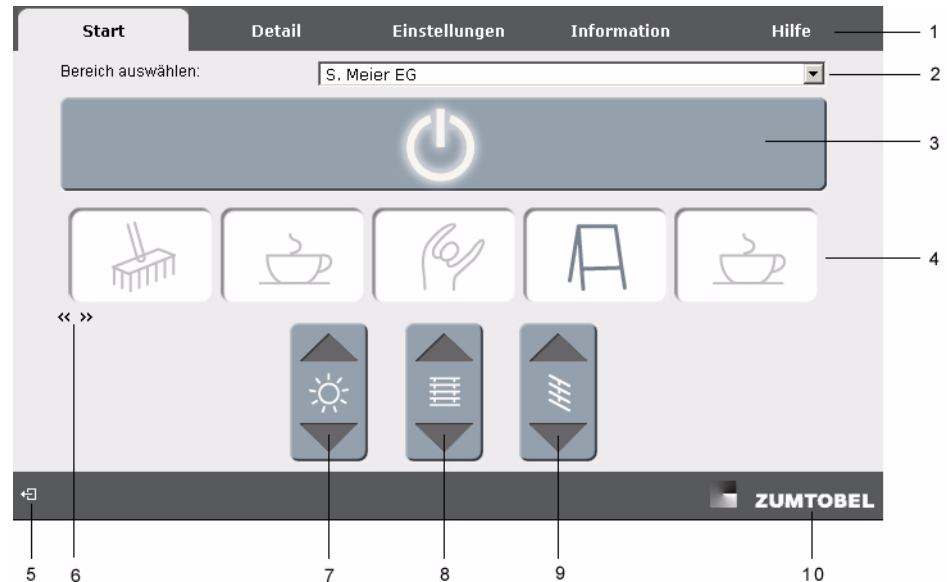 Start Detail Einstellungen Information Hilfe 1
Bereich auswählen: S. Meier EG 2
3
4
« »
ZUMTOBEL
5 6 7 8 9 10